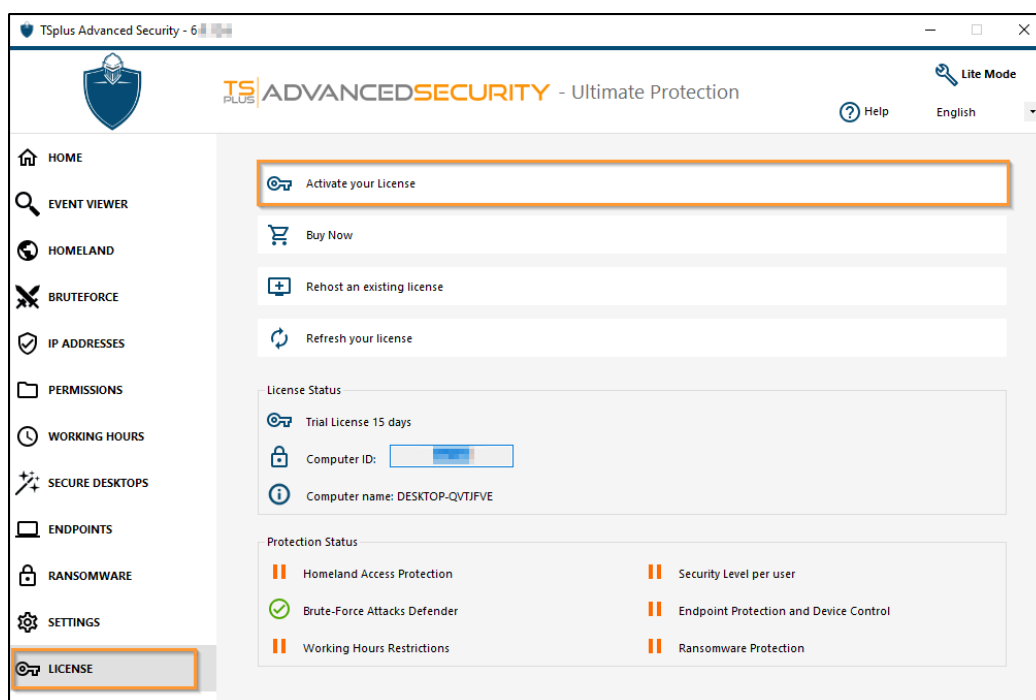 TSplus Advanced Security - 6
Lite Mode
TS PLUS ADVANCEDSECURITY - Ultimate Protection
Help
English
HOME
EVENT VIEWER
HOMELAND
BRUTEFORCE
IP ADDRESSES
PERMISSIONS
WORKING HOURS
SECURE DESKTOPS
ENDPOINTS
RANSOMWARE
SETTINGS
LICENSE
Activate your License
Buy Now
Rehost an existing license
Refresh your license
License Status
Trial License 15 days
Computer ID:
Computer name: DESKTOP-QVTJFVE
Protection Status
Homeland Access Protection
Security Level per user
Brute-Force Attacks Defender
Endpoint Protection and Device Control
Working Hours Restrictions
Ransomware Protection